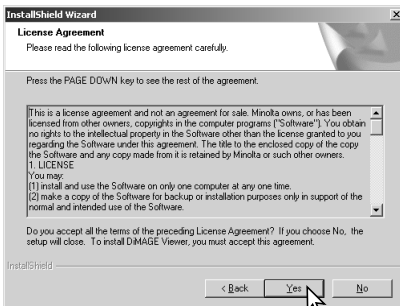 InstallShield Wizard
License Agreement
Please read the following license agreement carefully.
Press the PAGE DOWN key to see the rest of the agreement.
This is a license agreement and not an agreement for sale. Minolta owns, or has been
licensed from other owners, copyrights in the computer programs ("Software"). You obtain
no rights to the intellectual property in the Software other than the license granted to you
regarding the Software under this agreement. The title to the enclosed copy of the copy
the Software and any copy made from it is retained by Minolta or such other owners.
1. LICENSE
You may:
(1) install and use the Software on only one computer at any one time.
(2) make a copy of the Software for backup or installation purposes only in support of the
normal and intended use of the Software.
Do you accept all the terms of the preceding License Agreement? If you choose No, the
setup will close. To install DiMAGE Viewer, you must accept this agreement.
InstallShield
< Back Yes No